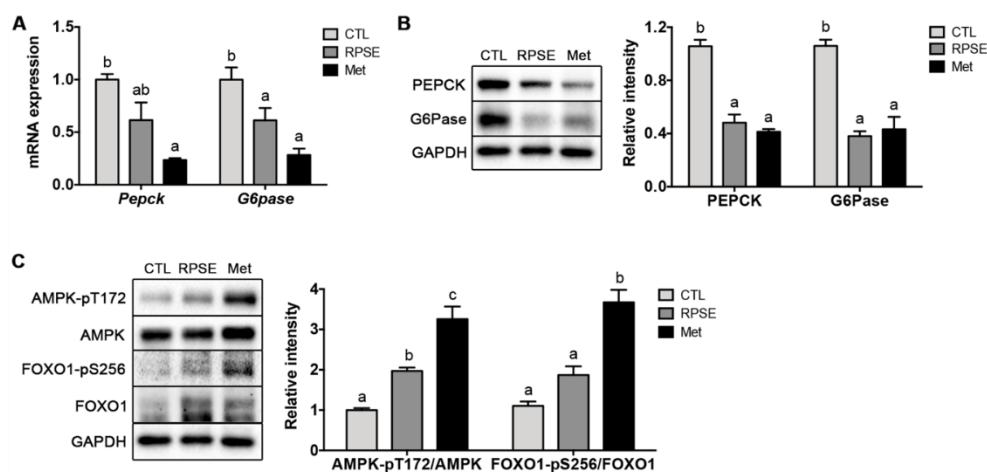 A
mRNA expression
1.5
1.0
0.5
0.0
b
ab
a
b
a
a
Pepck
G6pase
CTL
RPSE
Met
B
CTL RPSE Met
PEPCK
G6Pase
GAPDH
Relative intensity
1.2
0.8
0.4
0.0
b
a
a
b
a
a
PEPCK
G6Pase
CTL
RPSE
Met
C
CTL RPSE Met
AMPK-pT172
AMPK
FOXO1-pS256
FOXO1
GAPDH
Relative intensity
4
3
2
1
0
a
b
c
a
a
b
AMPK-pT172/AMPK FOXO1-pS256/FOXO1
CTL
RPSE
Met